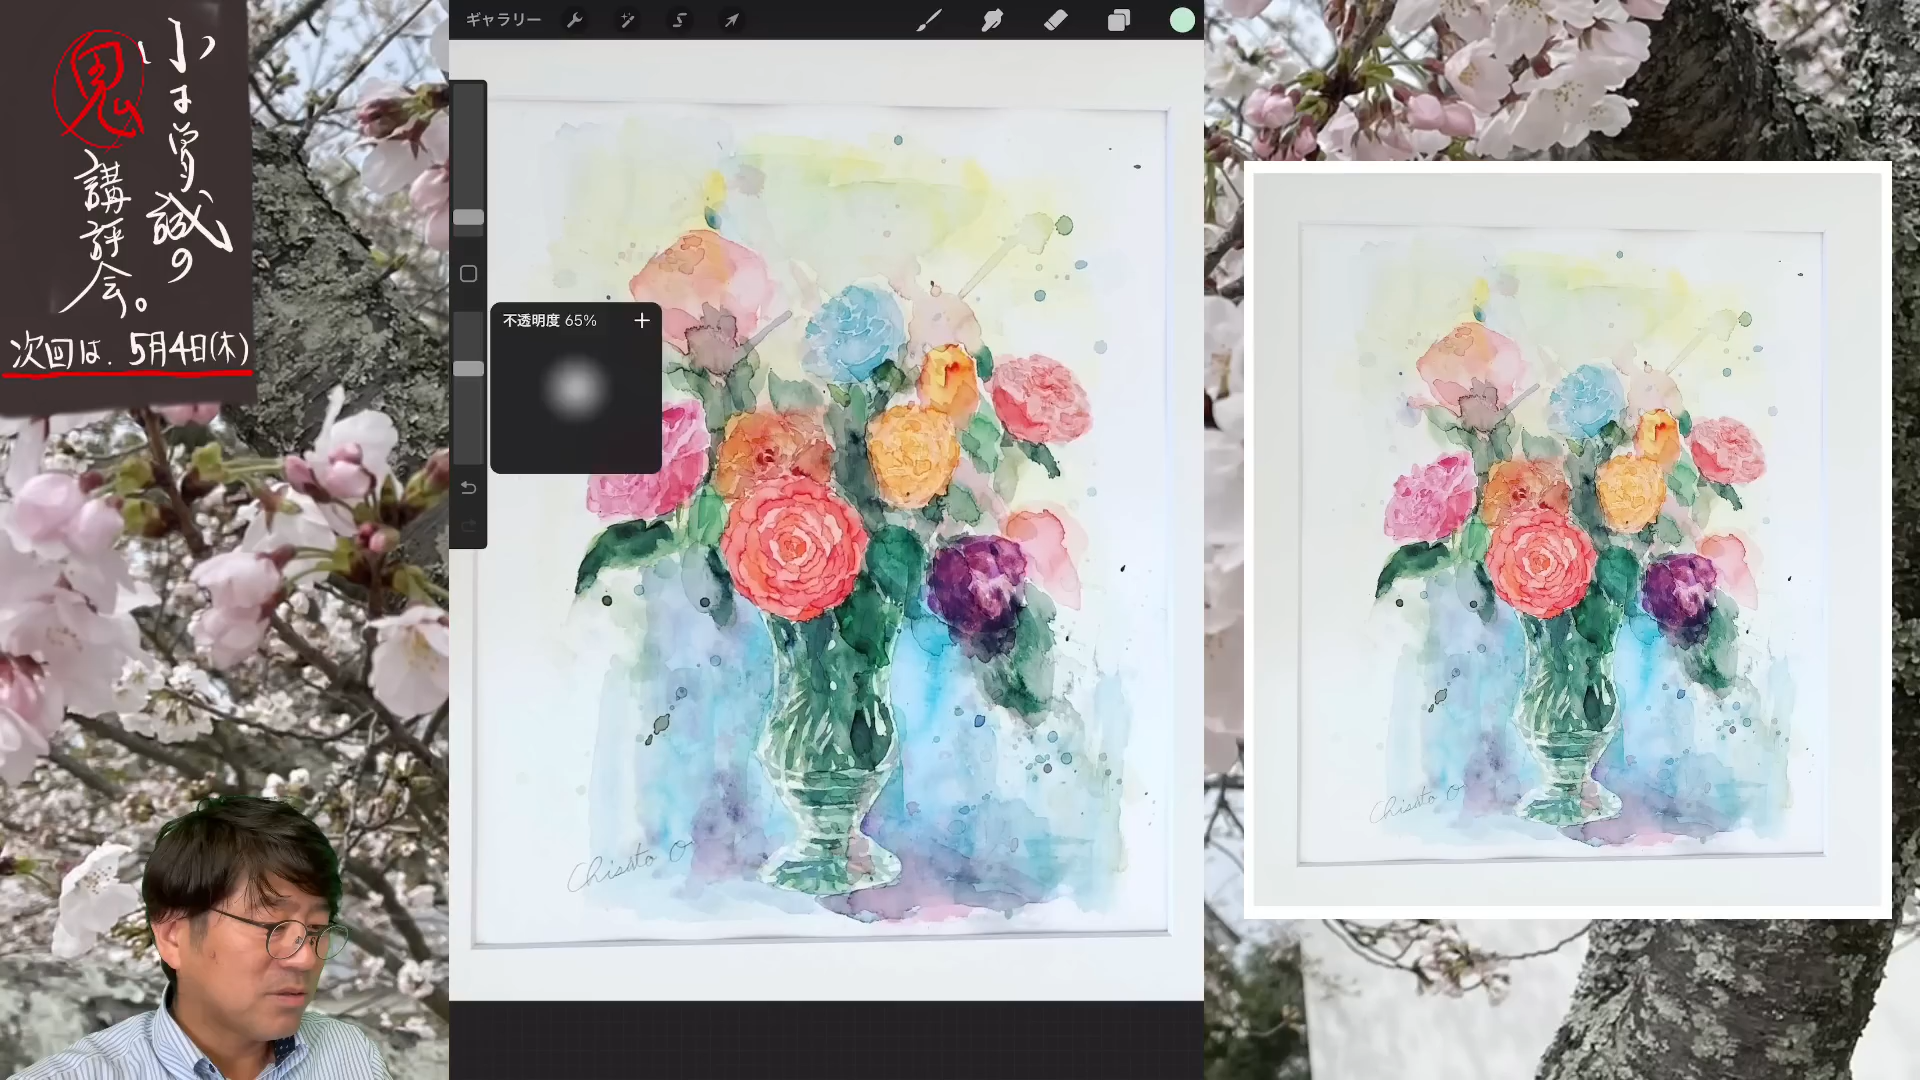 小木曽誠の
鬼講評会。
次回は、5月4日(木)
ギャラリー
不透明度 65%
Chisato O
Chisato O